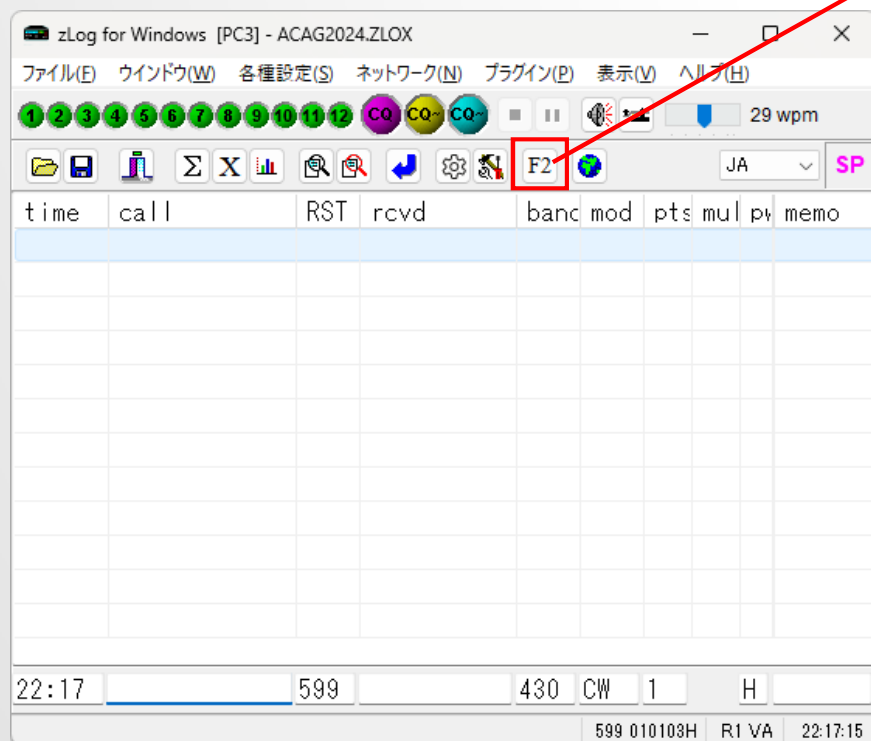 zLog for Windows [PC3] - ACAG2024.ZLOX
ファイル(F) ウインドウ(W) 各種設定(S) ネットワーク(N) プラグイン(P) 表示(V) ヘルプ(H)
1 2 3 4 5 6 7 8 9 10 11 12 CQ CQ~ CQ~ 29 wpm
Σ X F2 JA SP
time call RST rcvd banc mod pts mul pw memo
22:17 599 430 CW 1 H
599 010103H R1 VA 22:17:15